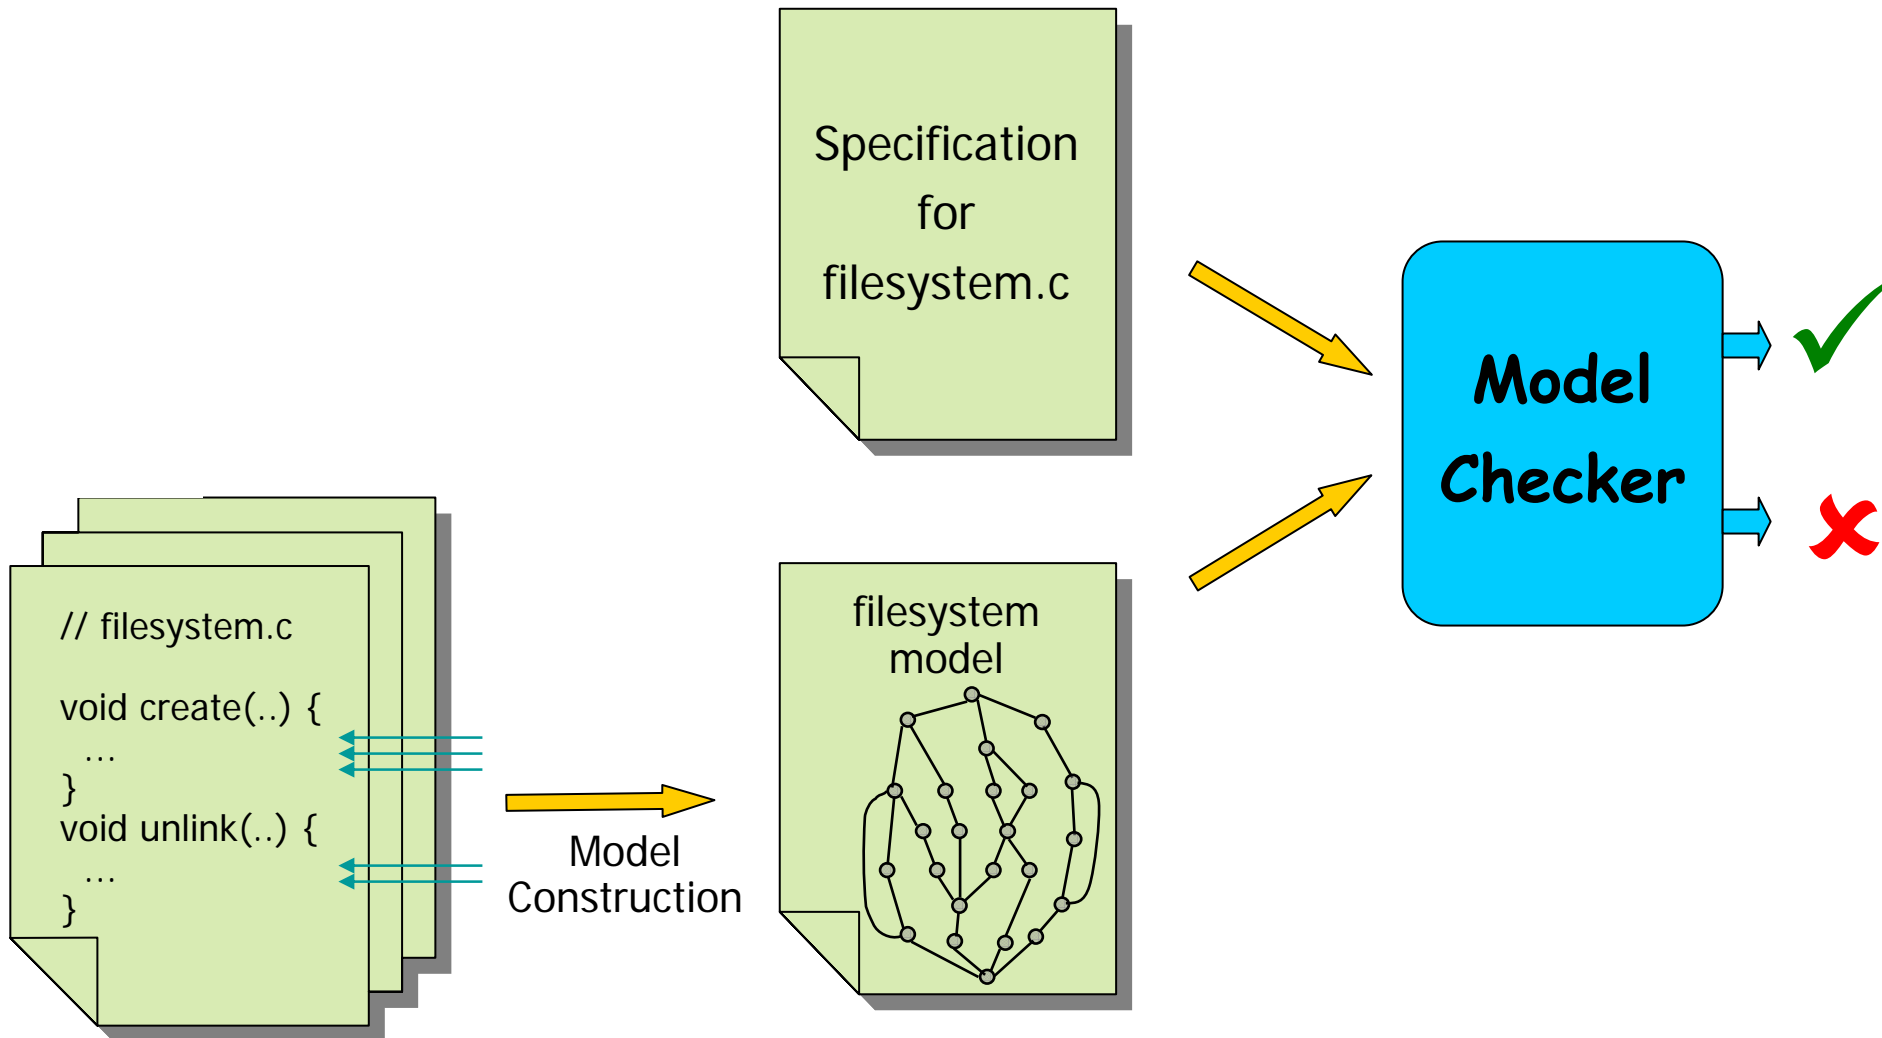 Specification
for
filesystem.c
Model
Checker
// filesystem.c
void create(..) {
...
}
void unlink(..) {
...
}
Model
Construction
filesystem
model